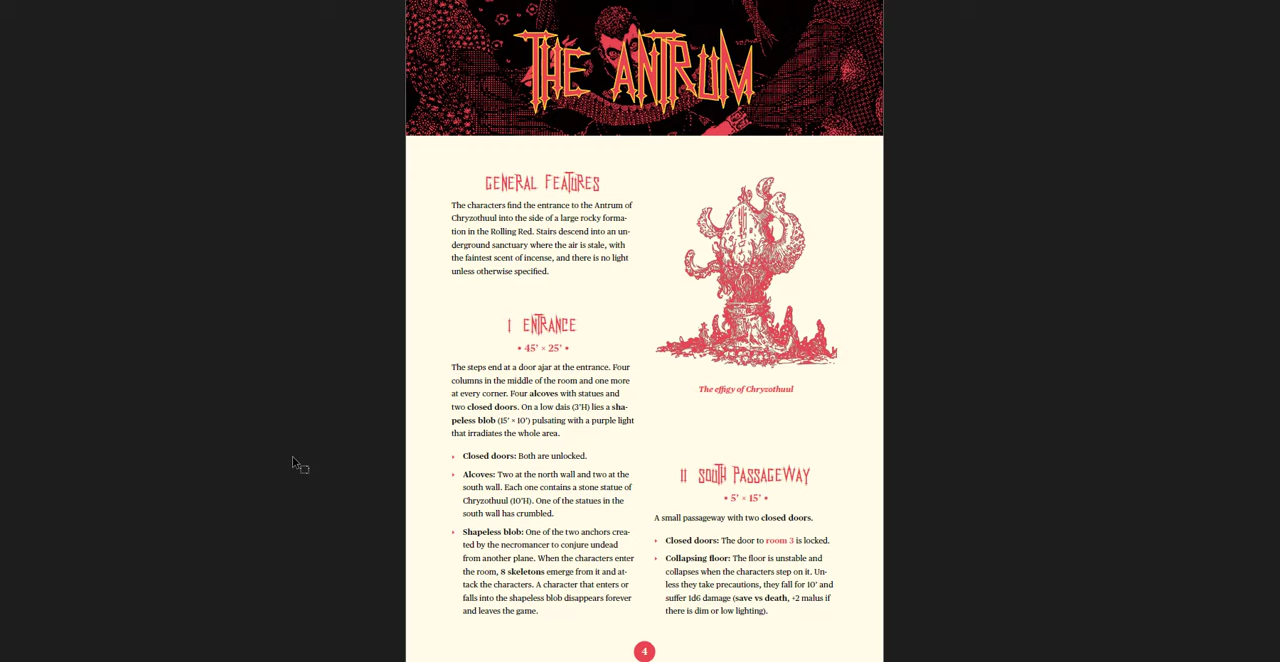 THE ANTRUM
GENERAL FEATURES
The characters find the entrance to the Antrum of
Chryzothuul into the side of a large rocky forma-
tion in the Rolling Red. Stairs descend into an un-
derground sanctuary where the air is stale, with
the faintest scent of incense, and there is no light
unless otherwise specified.
I ENTRANCE
• 45’ × 25’ •
The steps end at a door ajar at the entrance. Four
columns in the middle of the room and one more
at every corner. Four alcoves with statues and
two closed doors. On a low dais (3’H) lies a sha-
peless blob (15’ × 10’) pulsating with a purple light
that irradiates the whole area.
Closed doors: Both are unlocked.
Alcoves: Two at the north wall and two at the
south wall. Each one contains a stone statue of
Chryzothuul (10’H). One of the statues in the
south wall has crumbled.
Shapeless blob: One of the two anchors crea-
ted by the necromancer to conjure undead
from another plane. When the characters enter
the room, 8 skeletons emerge from it and at-
tack the characters. A character that enters or
falls into the shapeless blob disappears forever
and leaves the game.
The effigy of Chryzothuul
II SOUTH PASSAGEWAY
• 5’ × 15’ •
A small passageway with two closed doors.
Closed doors: The door to room 3 is locked.
Collapsing floor: The floor is unstable and
collapses when the characters step on it. Un-
less they take precautions, they fall for 10’ and
suffer 1d6 damage (save vs death, +2 malus if
there is dim or low lighting).
4